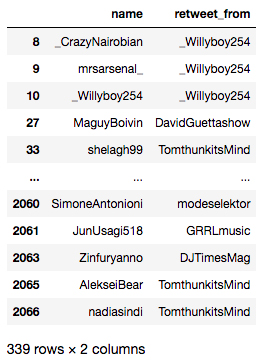 name retweet_from
8 _CrazyNairobian _Willyboy254
9 mrsarsenal_ _Willyboy254
10 _Willyboy254 _Willyboy254
27 MaguyBoivin DavidGuettashow
33 shelagh99 TomthunkitsMind
... ... ...
2060 SimoneAntonioni modeselektor
2061 JunUsagi518 GRRLmusic
2063 Zinfuryanno DJTimesMag
2065 AlekseiBear TomthunkitsMind
2066 nadiasindi TomthunkitsMind
339 rows × 2 columns